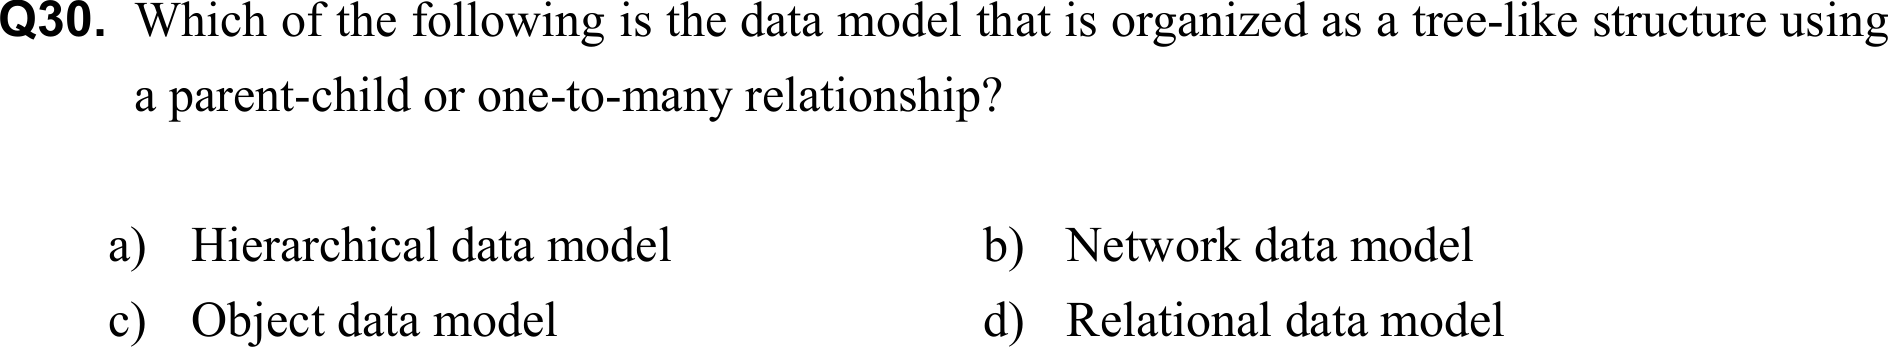 Q30. Which of the following is the data model that is organized as a tree-like structure using
a parent-child or one-to-many relationship?
a) Hierarchical data model b) Network data model
c) Object data model d) Relational data model